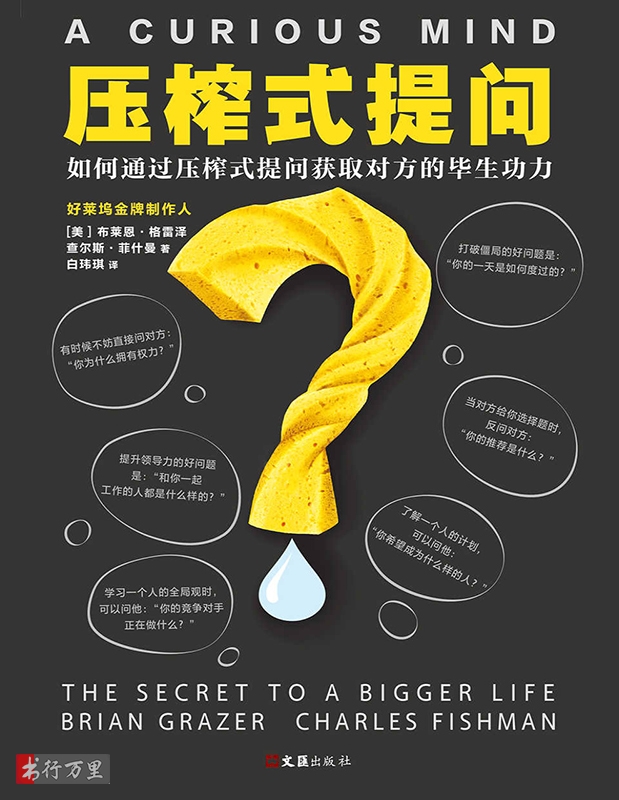 A CURIOUS MIND
压榨式提问
如何通过压榨式提问获取对方的毕生功力
好莱坞金牌制作人
[美] 布莱恩·格雷泽
查尔斯·菲什曼 著
白玮琪 译
打破僵局的好问题是：
“你的一天是如何度过的？”
有时候不妨直接问对方：
“你为什么拥有权力？”
当对方给你选择题时，
反问对方：
“你的推荐是什么？”
提升领导力的好问题
是：“和你一起
工作的人都是什么样的？”
了解一个人的计划，
可以问他：
“你希望成为什么样的人？”
学习一个人的全局观时，
可以问他：“你的竞争对手
正在做什么？”
THE SECRET TO A BIGGER LIFE
BRIAN GRAZER CHARLES FISHMAN
文匯出版社
书行万里